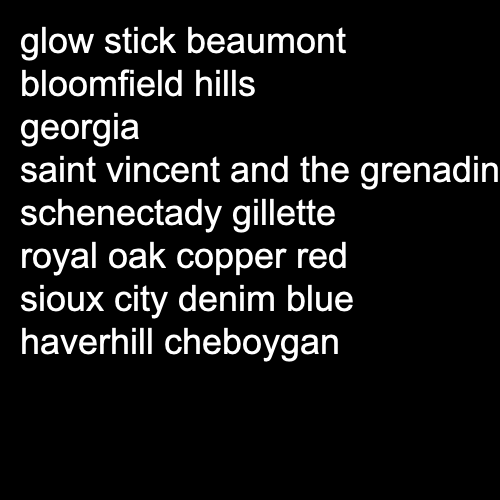 glow stick beaumont
bloomfield hills
georgia
saint vincent and the grenadin
schenectady gillette
royal oak copper red
sioux city denim blue
haverhill cheboygan